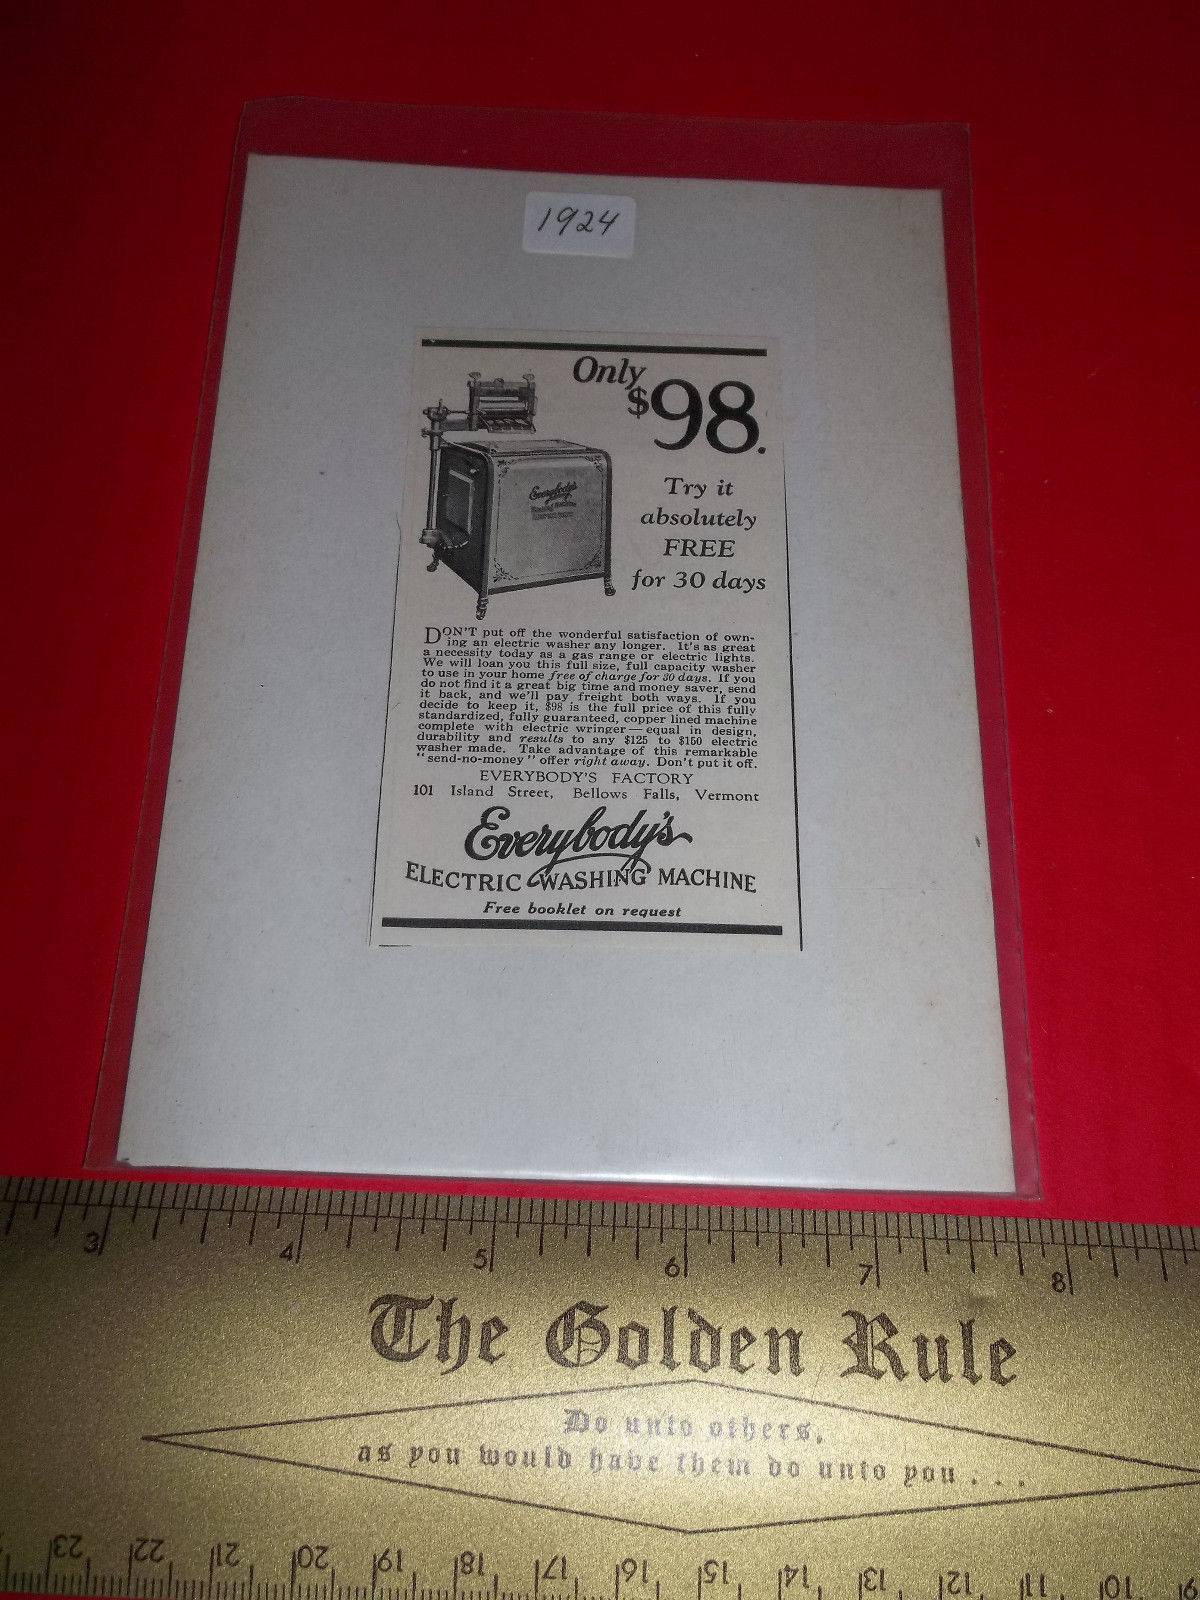 1924
Only
$98.
Try it
absolutely
FREE
for 30 days
Everybody's
DON'T put off the wonderful satisfaction of own-
ing an electric washer any longer. It's as great
a necessity today as a gas range or electric lights.
We will loan you this full size, full capacity washer
to use in your home free of charge for 30 days. If you
do not find it a great big time and money saver, send
it back, and we'll pay freight both ways. If you
decide to keep it, $98 is the full price of this fully
standardized, fully guaranteed, copper lined machine
complete with electric wringer — equal in design,
durability and results to any $125 to $150 electric
washer made. Take advantage of this remarkable
"send-no-money" offer right away. Don't put it off.
EVERYBODY'S FACTORY
101 Island Street, Bellows Falls, Vermont
Everybody's
ELECTRIC WASHING MACHINE
Free booklet on request
3 4 5 6 7 8
The Golden Rule
Do unto others,
as you would have them do unto you . . .
23 22 21 20 19 18 17 16 15 14 13 12 11 10 9